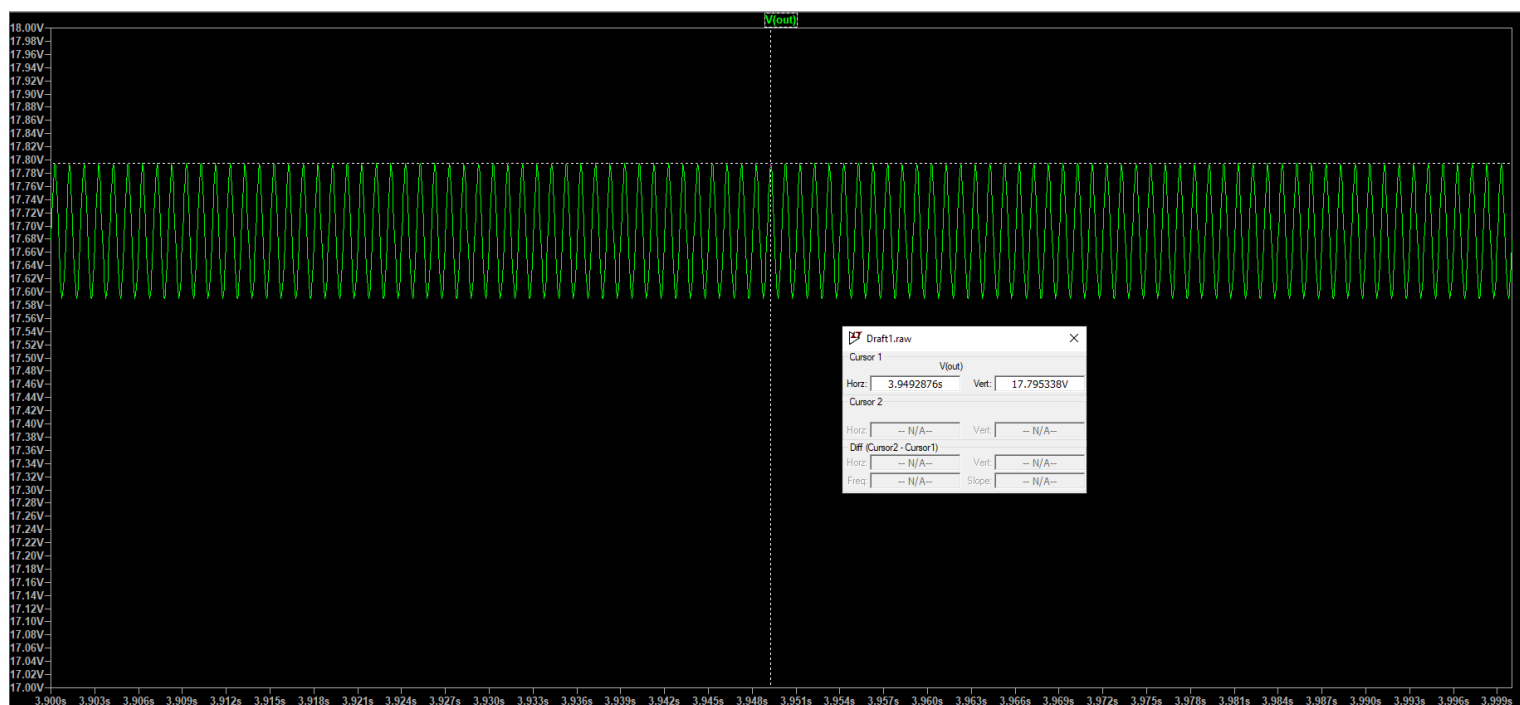 V(out)
18.00V
17.98V
17.96V
17.94V
17.92V
17.90V
17.88V
17.86V
17.84V
17.82V
17.80V
17.78V
17.76V
17.74V
17.72V
17.70V
17.68V
17.66V
17.64V
17.62V
17.60V
17.58V
17.56V
17.54V
17.52V
17.50V
17.48V
17.46V
17.44V
17.42V
17.40V
17.38V
17.36V
17.34V
17.32V
17.30V
17.28V
17.26V
17.24V
17.22V
17.20V
17.18V
17.16V
17.14V
17.12V
17.10V
17.08V
17.06V
17.04V
17.02V
17.00V
Draft1.raw
Cursor 1
V(out)
Horz: 3.9492876s Vert: 17.795338V
Cursor 2
Horz: -- N/A-- Vert: -- N/A--
Diff (Cursor2 - Cursor1)
Horz: -- N/A-- Vert: -- N/A--
Freq: -- N/A-- Slope: -- N/A--
3.900s 3.903s 3.906s 3.909s 3.912s 3.915s 3.918s 3.921s 3.924s 3.927s 3.930s 3.933s 3.936s 3.939s 3.942s 3.945s 3.948s 3.951s 3.954s 3.957s 3.960s 3.963s 3.966s 3.969s 3.972s 3.975s 3.978s 3.981s 3.984s 3.987s 3.990s 3.993s 3.996s 3.999s